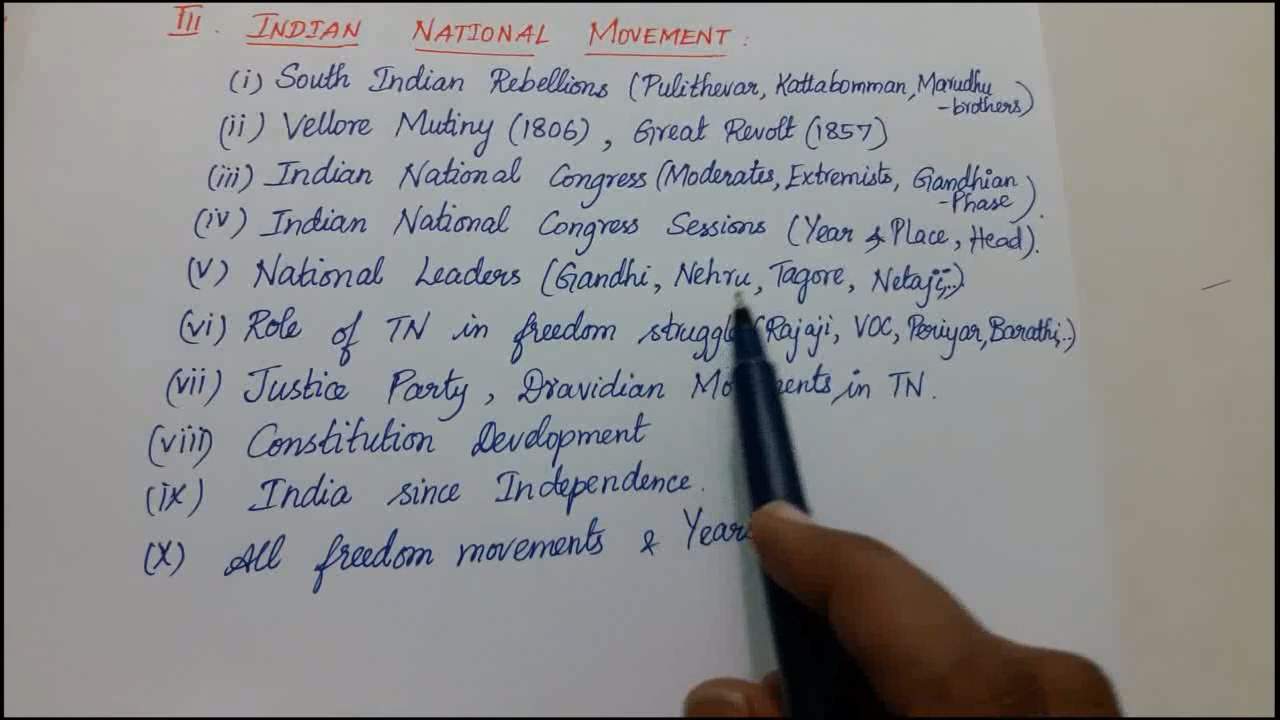 III. INDIAN NATIONAL MOVEMENT:
(i) South Indian Rebellions (Pulithevar, Kattabomman, Marudhu
-brothers)
(ii) Vellore Mutiny (1806), Great Revolt (1857)
(iii) Indian National Congress (Moderates, Extremists, Gandhian
-Phase).
(iv) Indian National Congress Sessions (Year & Place, Head).
(v) National Leaders (Gandhi, Nehru, Tagore, Netaji,..)
(vi) Role of TN in freedom struggle (Rajaji, VOC, Periyar, Barathi,..)
(vii) Justice Party, Dravidian in TN.
(viii) Constitution Development
(ix) India since Independence.
(x) All freedom movements &